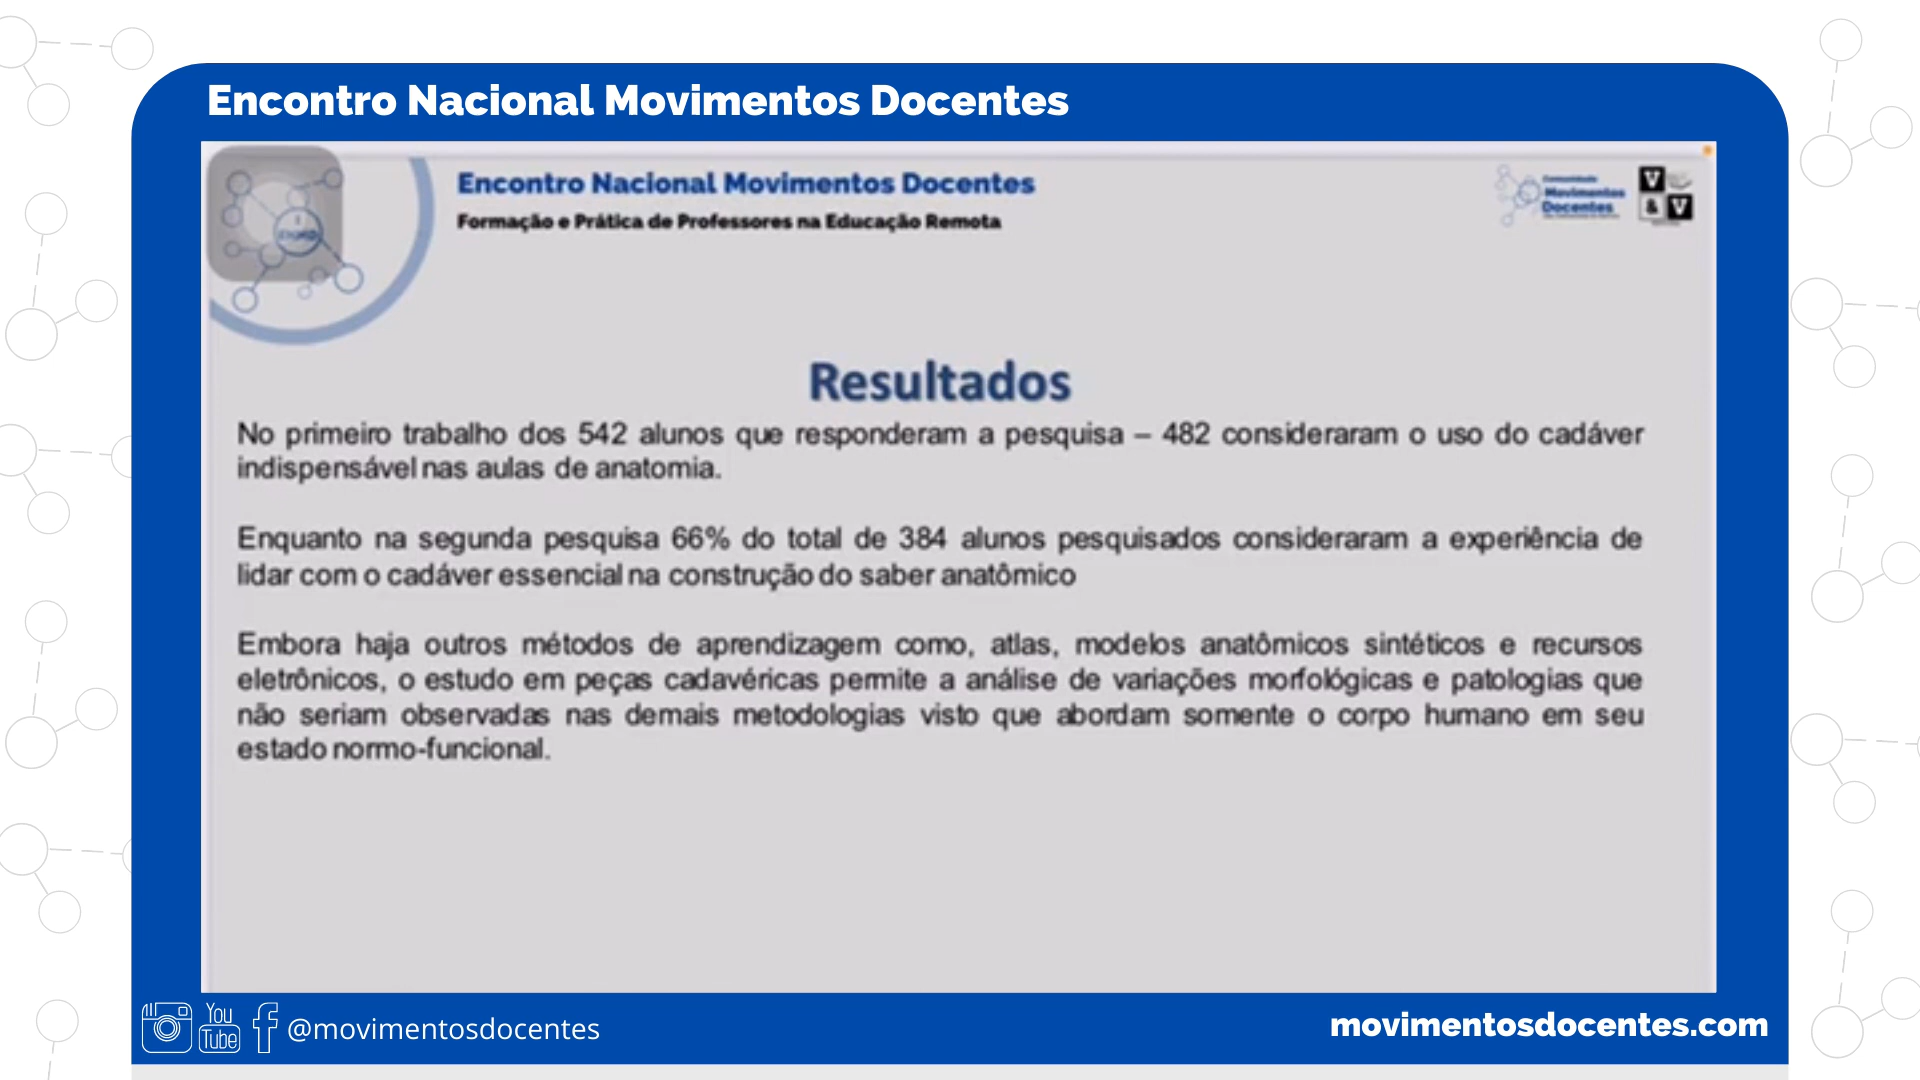 Encontro Nacional Movimentos Docentes
Encontro Nacional Movimentos Docentes
Formação e Prática de Professores na Educação Remota
Comunidade
Movimentos
Docentes
V
& V
Resultados
No primeiro trabalho dos 542 alunos que responderam a pesquisa – 482 consideraram o uso do cadáver
indispensável nas aulas de anatomia.
Enquanto na segunda pesquisa 66% do total de 384 alunos pesquisados consideraram a experiência de
lidar com o cadáver essencial na construção do saber anatômico
Embora haja outros métodos de aprendizagem como, atlas, modelos anatômicos sintéticos e recursos
eletrônicos, o estudo em peças cadavéricas permite a análise de variações morfológicas e patologias que
não seriam observadas nas demais metodologias visto que abordam somente o corpo humano em seu
estado normo-funcional.
You
Tube
@movimentosdocentes
movimentosdocentes.com